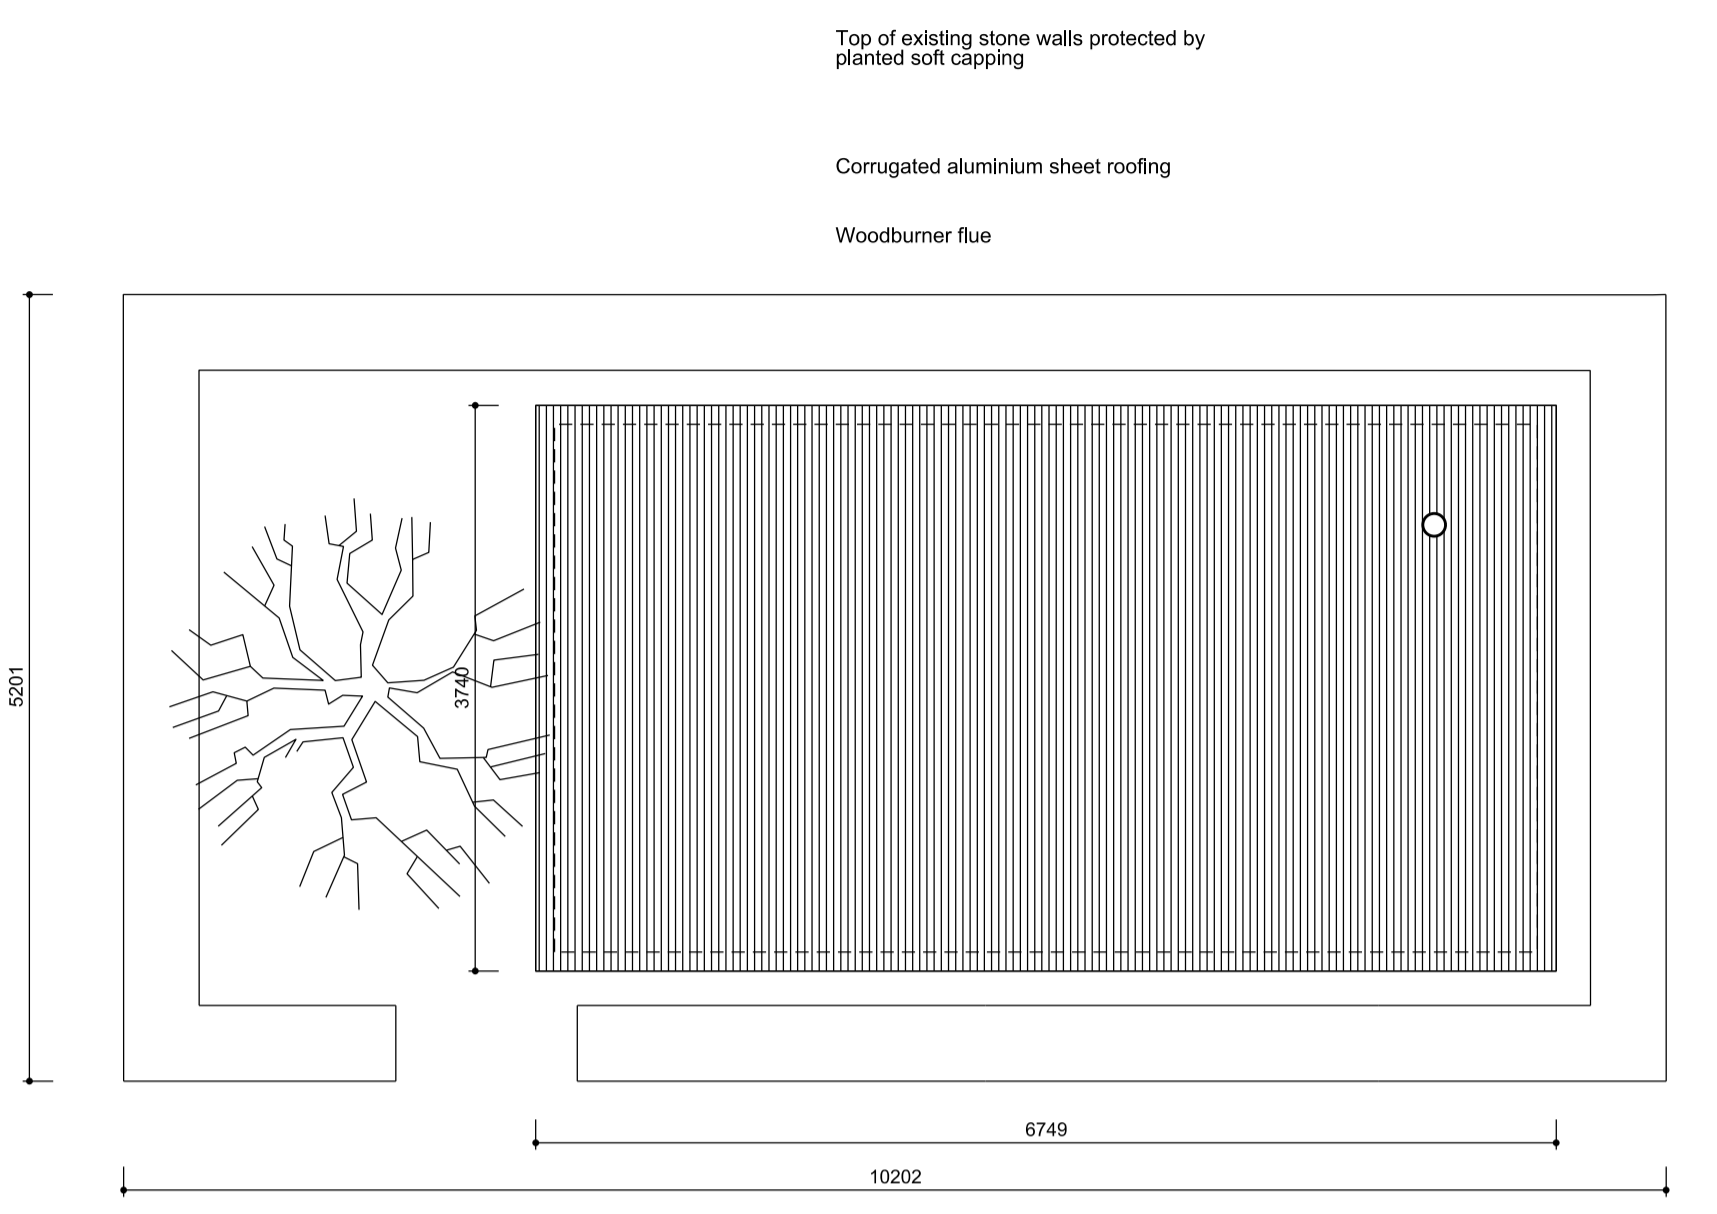 Top of existing stone walls protected by
planted soft capping
Corrugated aluminium sheet roofing
Woodburner flue
5201
3740
6749
10202